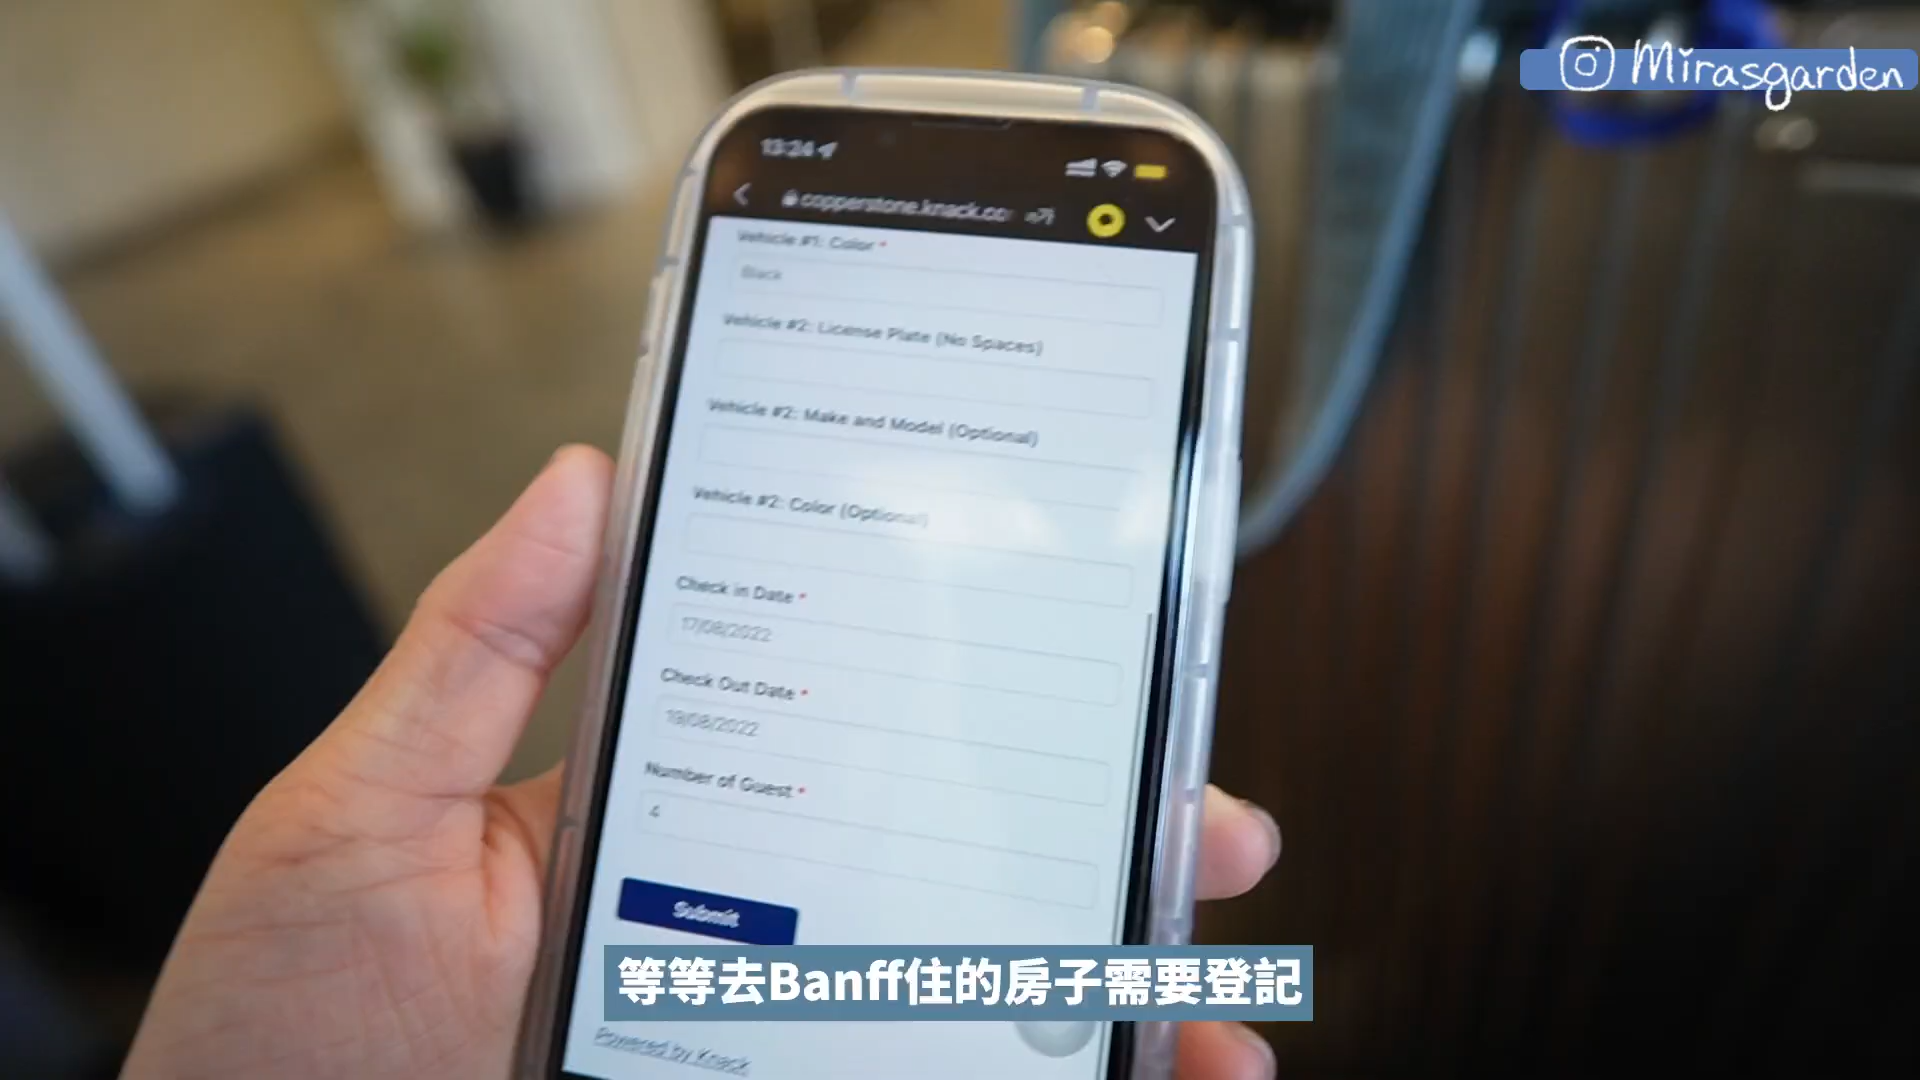 Mirasgarden
13:24
copperstone.knack.co
Vehicle #1: Color *
Black
Vehicle #2: License Plate (No Spaces)
Vehicle #2: Make and Model (Optional)
Vehicle #2: Color (Optional)
Check in Date *
17/08/2022
Check Out Date *
19/08/2022
Number of Guest *
4
Submit
等等去Banff住的房子需要登記
Powered by Knack